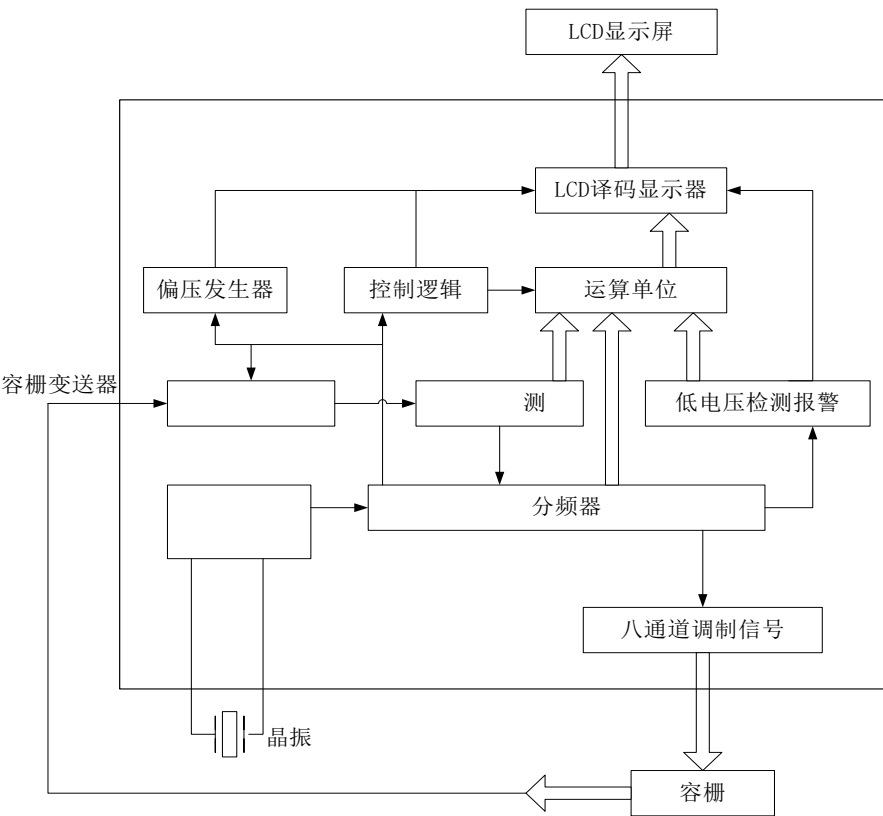 LCD显示屏
LCD译码显示器
偏压发生器
控制逻辑
运算单位
容栅变送器
测
低电压检测报警
分频器
八通道调制信号
晶振
容栅